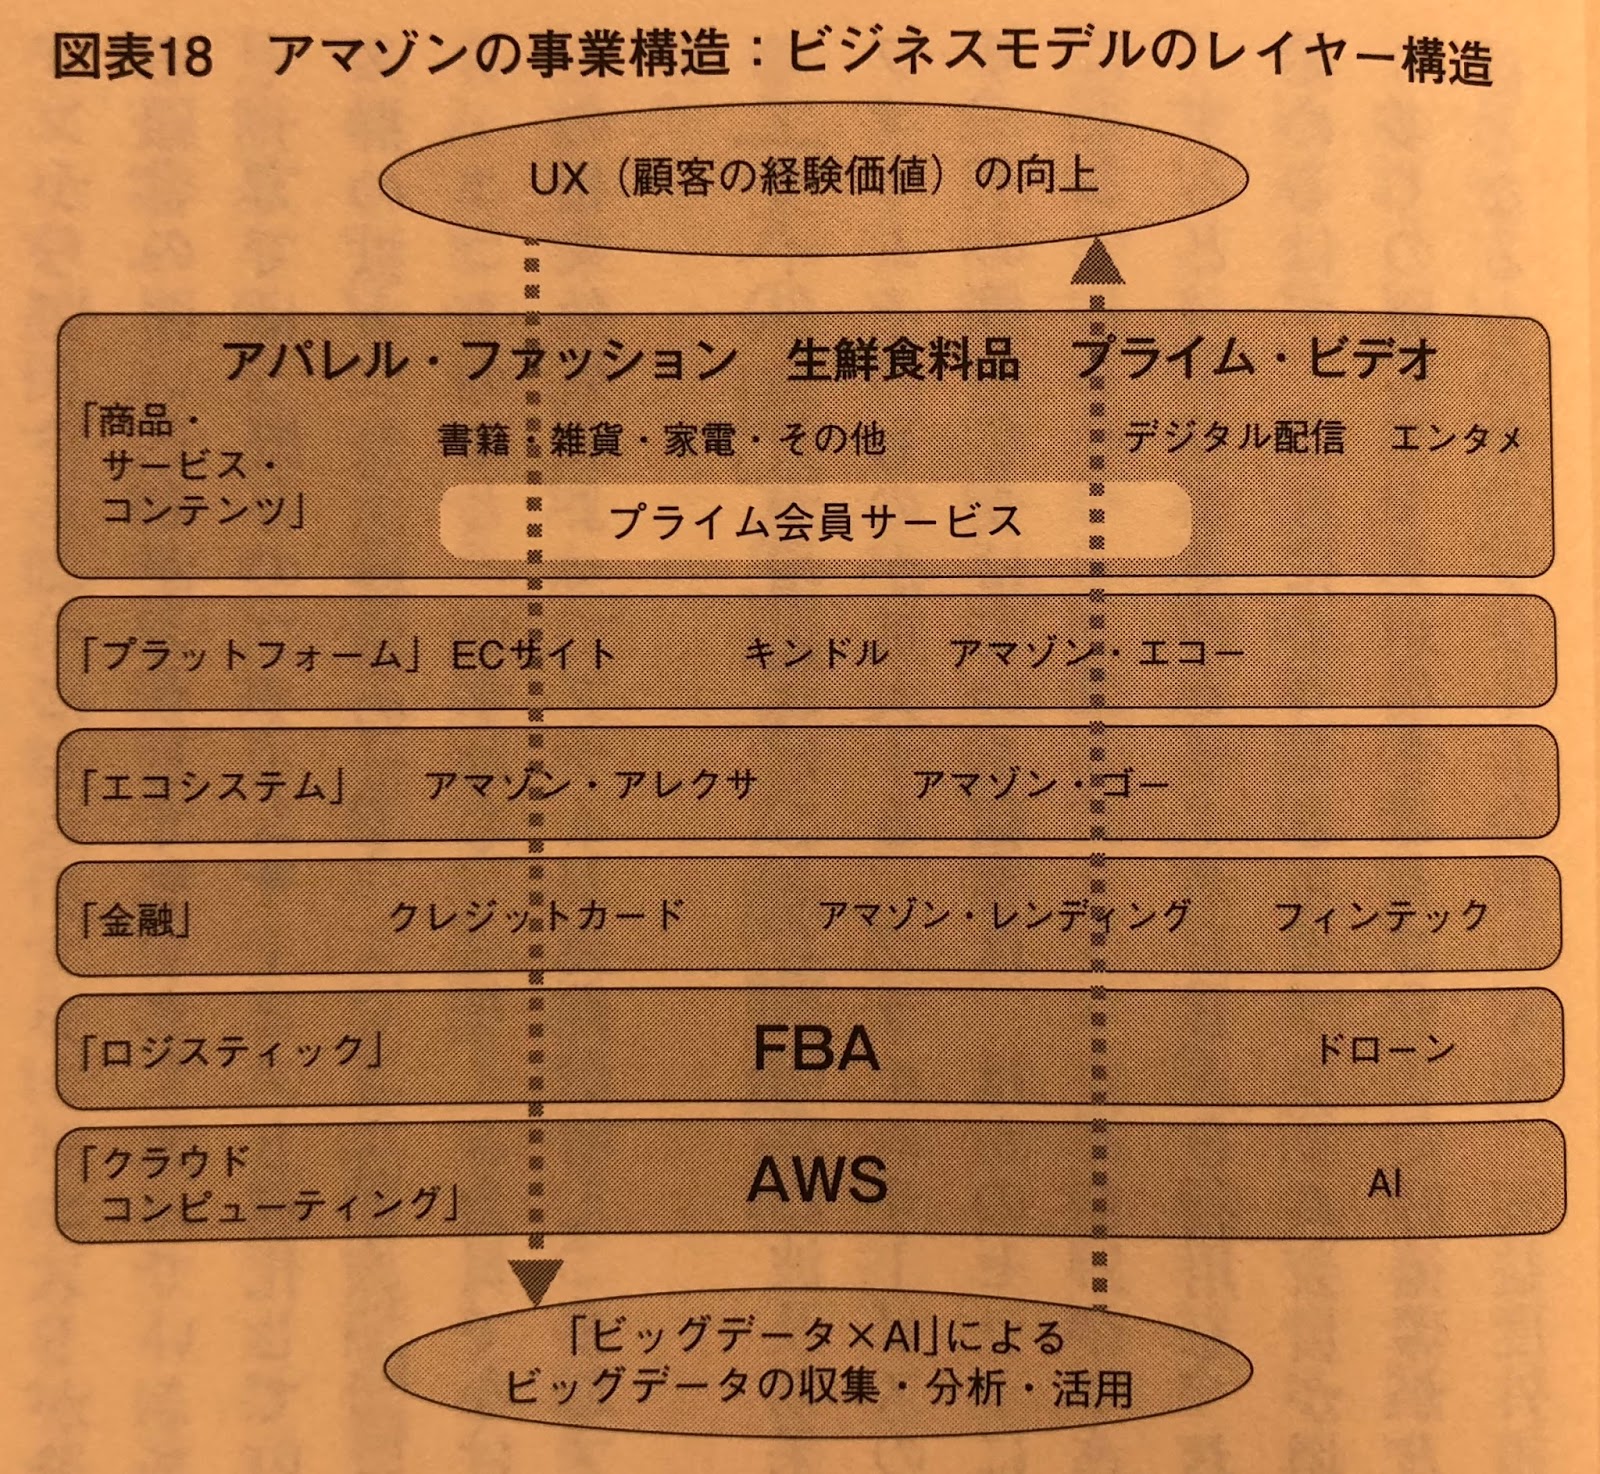 図表18 アマゾンの事業構造：ビジネスモデルのレイヤー構造
UX（顧客の経験価値）の向上
アパレル・ファッション 生鮮食料品 プライム・ビデオ
「商品・
サービス・
コンテンツ」
書籍・雑貨・家電・その他 デジタル配信 エンタメ
プライム会員サービス
「プラットフォーム」 ECサイト キンドル アマゾン・エコー
「エコシステム」 アマゾン・アレクサ アマゾン・ゴー
「金融」 クレジットカード アマゾン・レンディング フィンテック
「ロジスティック」 FBA ドローン
「クラウド
コンピューティング」 AWS AI
「ビッグデータ×AI」による
ビッグデータの収集・分析・活用